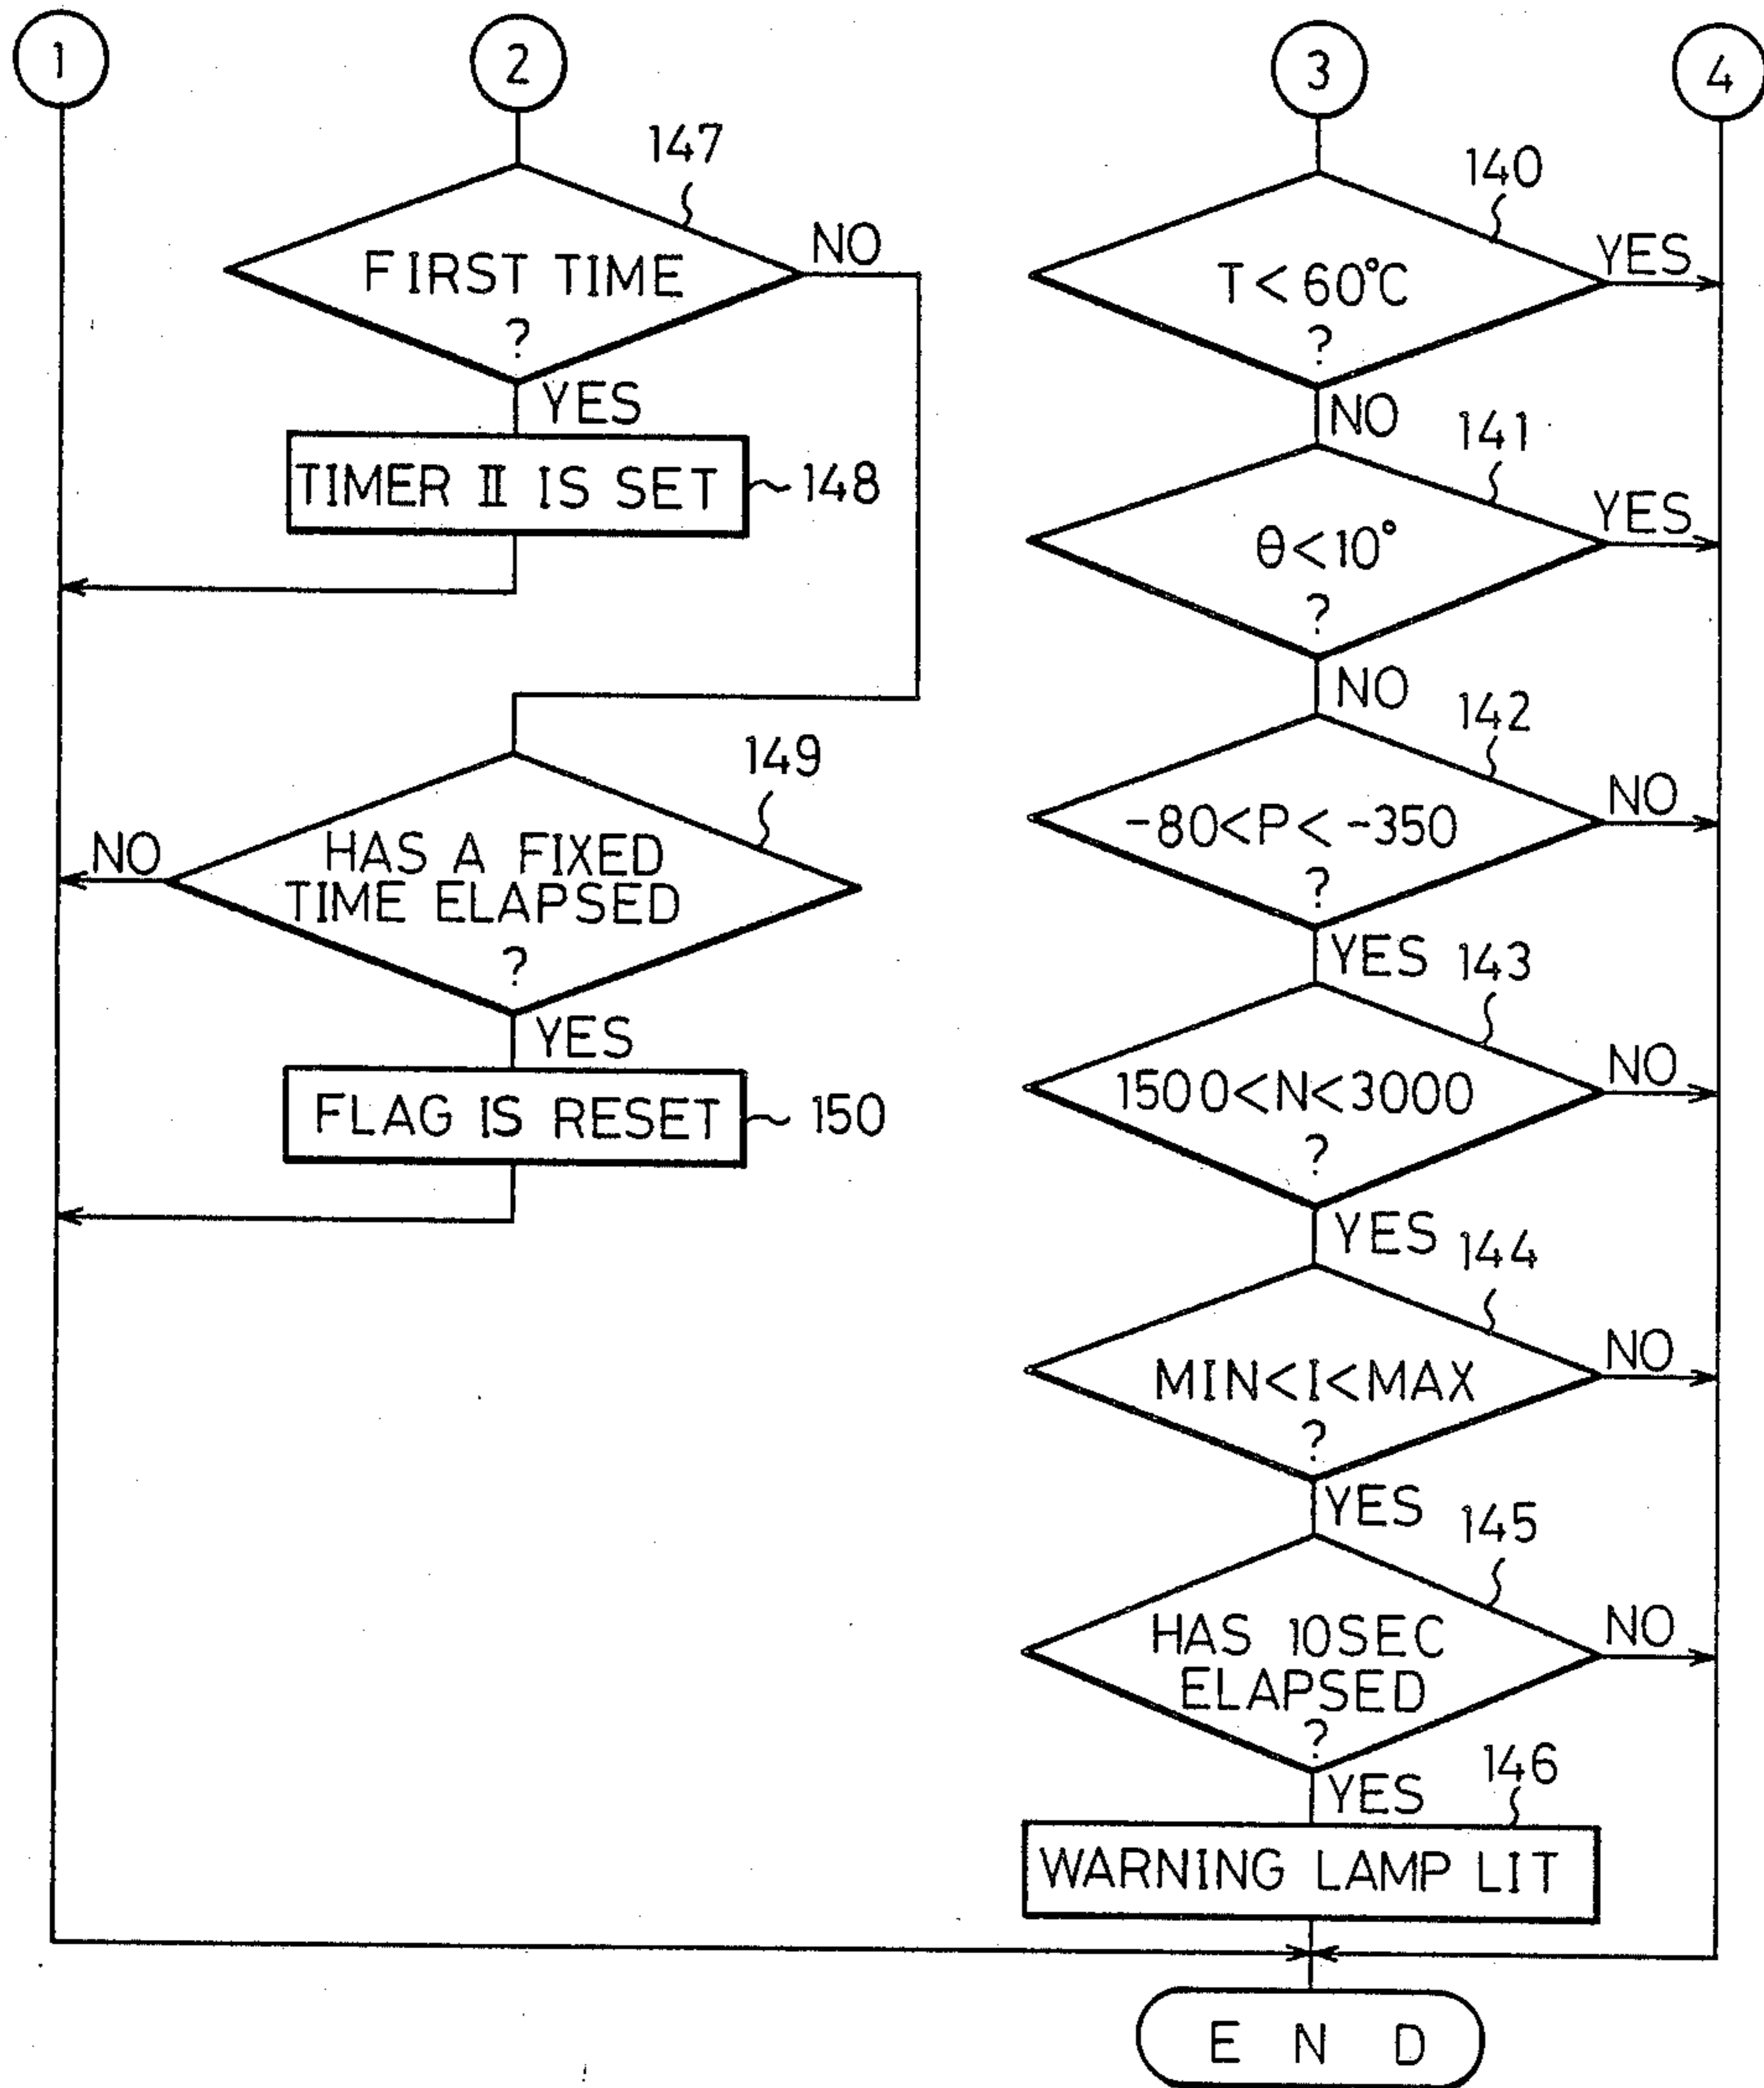 1
2
3
4
147
FIRST TIME
?
NO
YES
TIMER II IS SET
148
149
HAS A FIXED
TIME ELAPSED
?
NO
YES
FLAG IS RESET
150
140
T<60°C
?
YES
NO
141
θ<10°
?
YES
NO
142
-80<P<-350
?
NO
YES
143
1500<N<3000
?
NO
YES
144
MIN<I<MAX
?
NO
YES
145
HAS 10SEC
ELAPSED
?
NO
YES
146
WARNING LAMP LIT
END